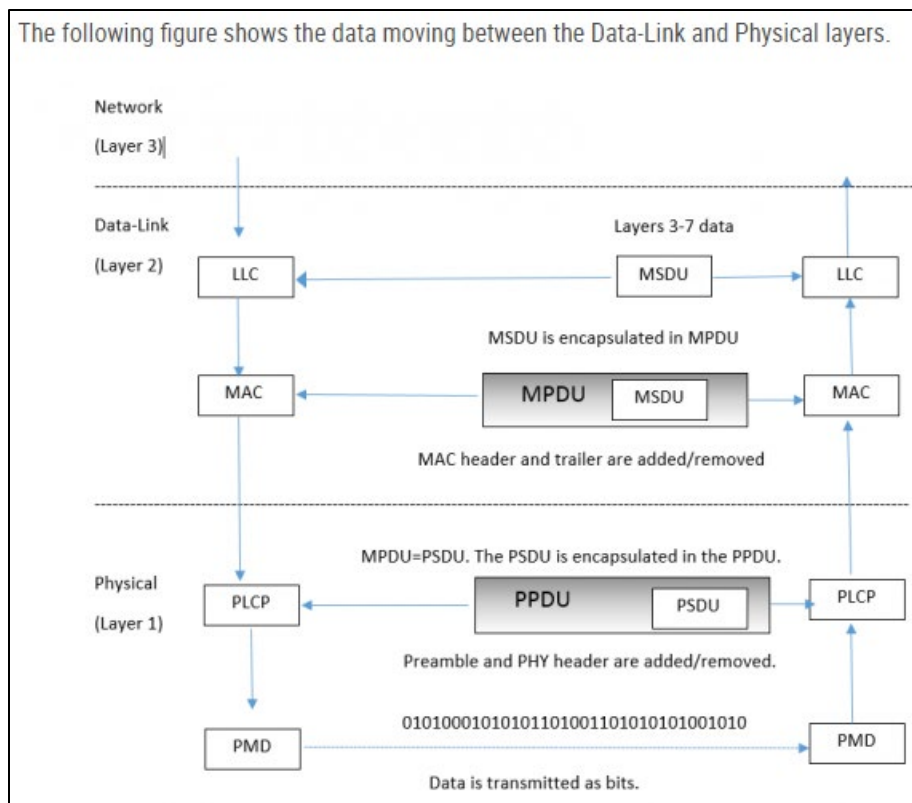 The following figure shows the data moving between the Data-Link and Physical layers.
Network
(Layer 3)
Data-Link
Layers 3-7 data
(Layer 2)
LLC
MSDU
LLC
MSDU is encapsulated in MPDU
MAC
MPDU
MSDU
MAC
MAC header and trailer are added/removed
MPDU=PSDU. The PSDU is encapsulated in the PPDU.
Physical
(Layer 1)
PLCP
PPDU
PSDU
PLCP
Preamble and PHY header are added/removed.
01010001010101101001101010101001010
PMD
PMD
Data is transmitted as bits.